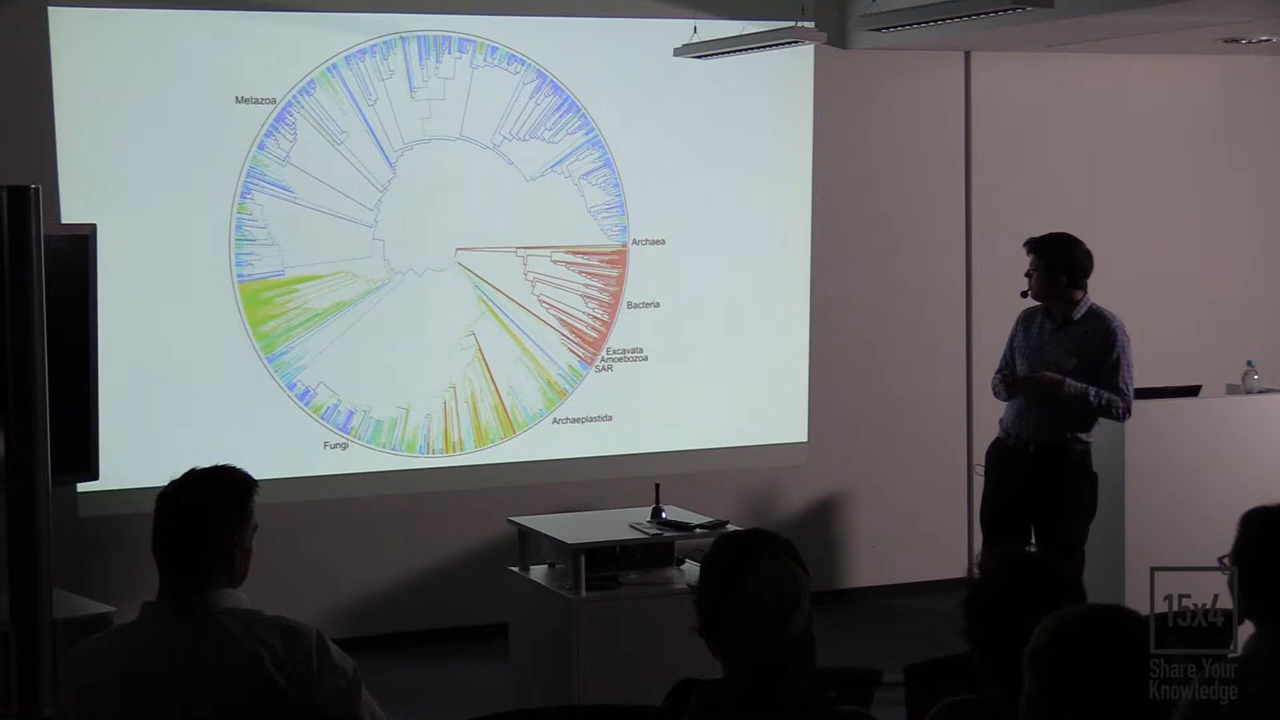 Metazoa
Archaea
Bacteria
Excavata
Amoebozoa
SAR
Archaeplastida
Fungi
15x4
Share Your
Knowledge